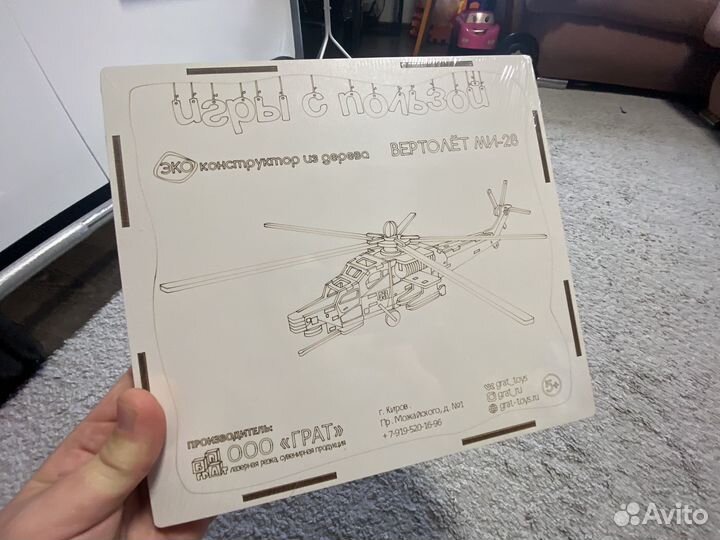 игры с пользой
ЭКО конструктор из дерева
ВЕРТОЛЁТ МИ-28
ПРОИЗВОДИТЕЛЬ:
ООО «ГРАТ»
лазерная резка, сувенирная продукция
г. Киров
Пр. Можайского, д. №1
+7-919-520-16-96
grat_toys
grat_ru
grat-toys.ru
5+
Avito